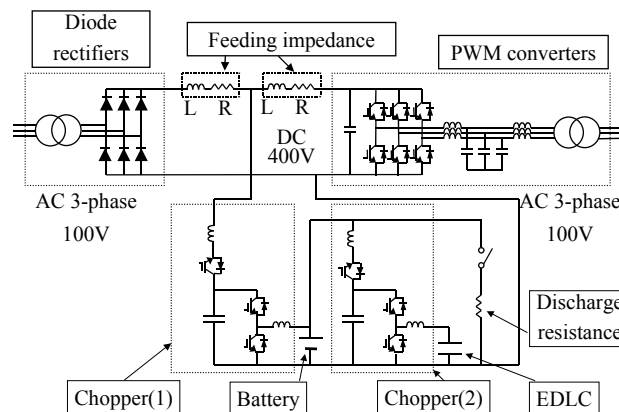 Diode
rectifiers
Feeding impedance
PWM converters
L R L R
DC
400V
AC 3-phase
100V
AC 3-phase
100V
Discharge
resistance
Chopper(1)
Battery
Chopper(2)
EDLC